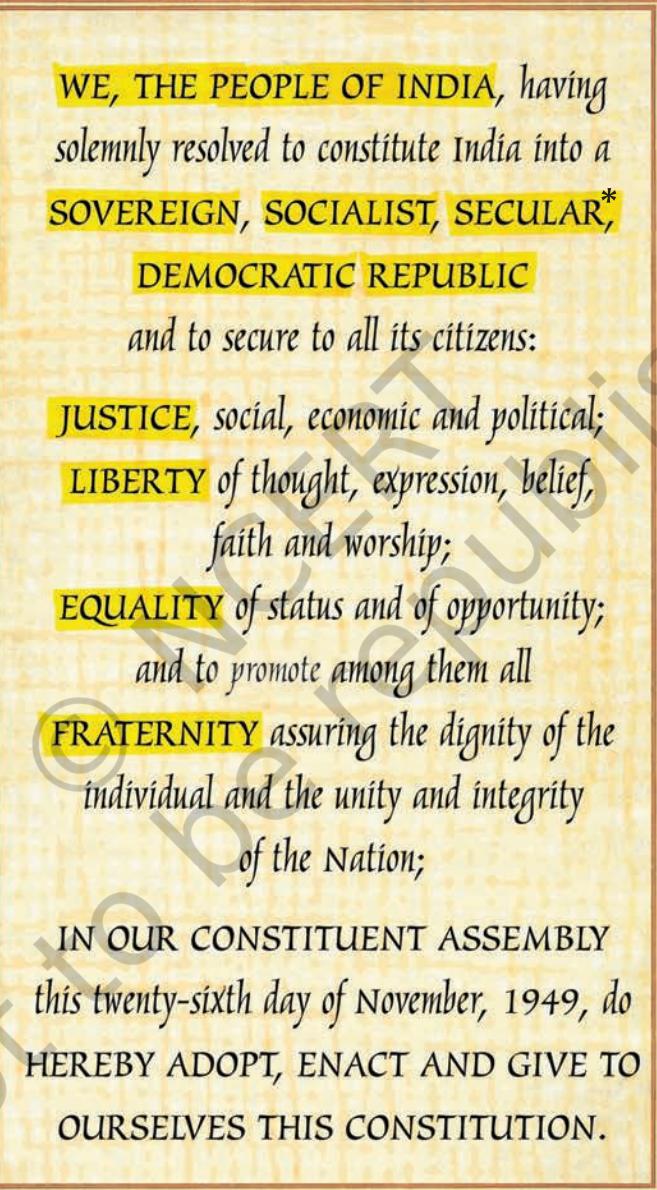 WE, THE PEOPLE OF INDIA, having
solemnly resolved to constitute India into a
SOVEREIGN, SOCIALIST, SECULAR,*
DEMOCRATIC REPUBLIC
and to secure to all its citizens:
JUSTICE, social, economic and political;
LIBERTY of thought, expression, belief,
faith and worship;
EQUALITY of status and of opportunity;
and to promote among them all
FRATERNITY assuring the dignity of the
individual and the unity and integrity
of the Nation;
IN OUR CONSTITUENT ASSEMBLY
this twenty-sixth day of November, 1949, do
HEREBY ADOPT, ENACT AND GIVE TO
OURSELVES THIS CONSTITUTION.
© NCERT
to be republis